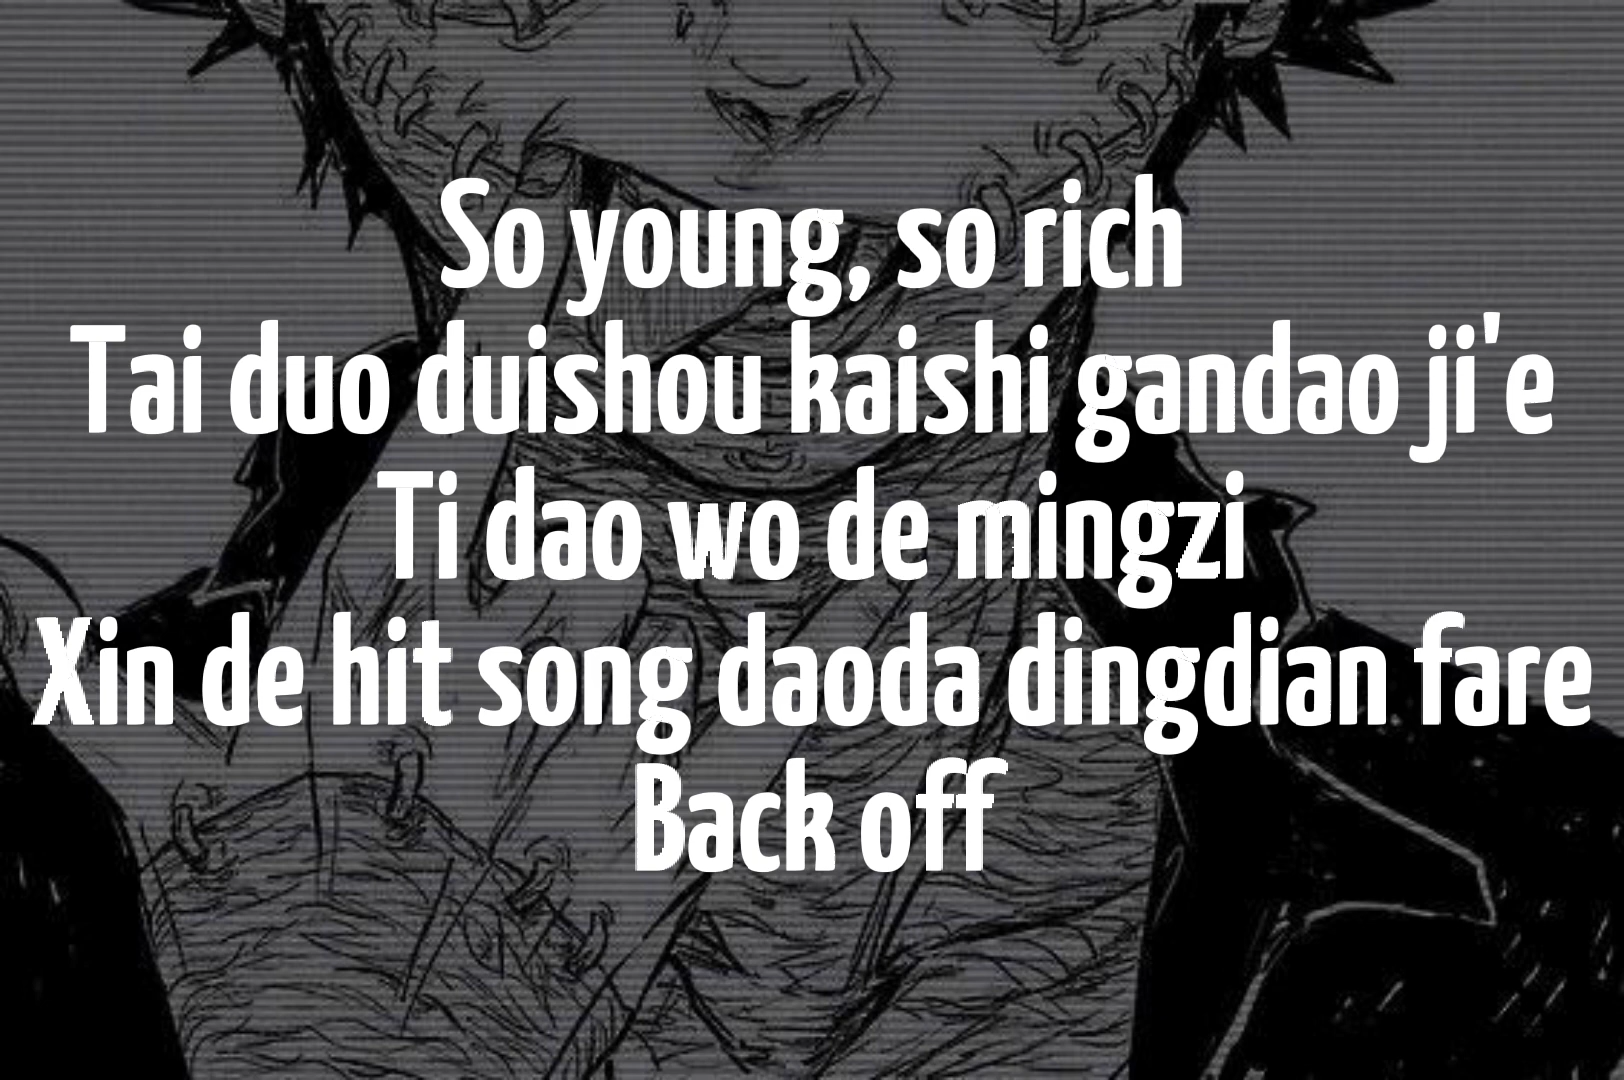 So young, so rich
Tai duo duishou kaishi gandao ji'e
Ti dao wo de mingzi
Xin de hit song daoda dingdian fare
Back off